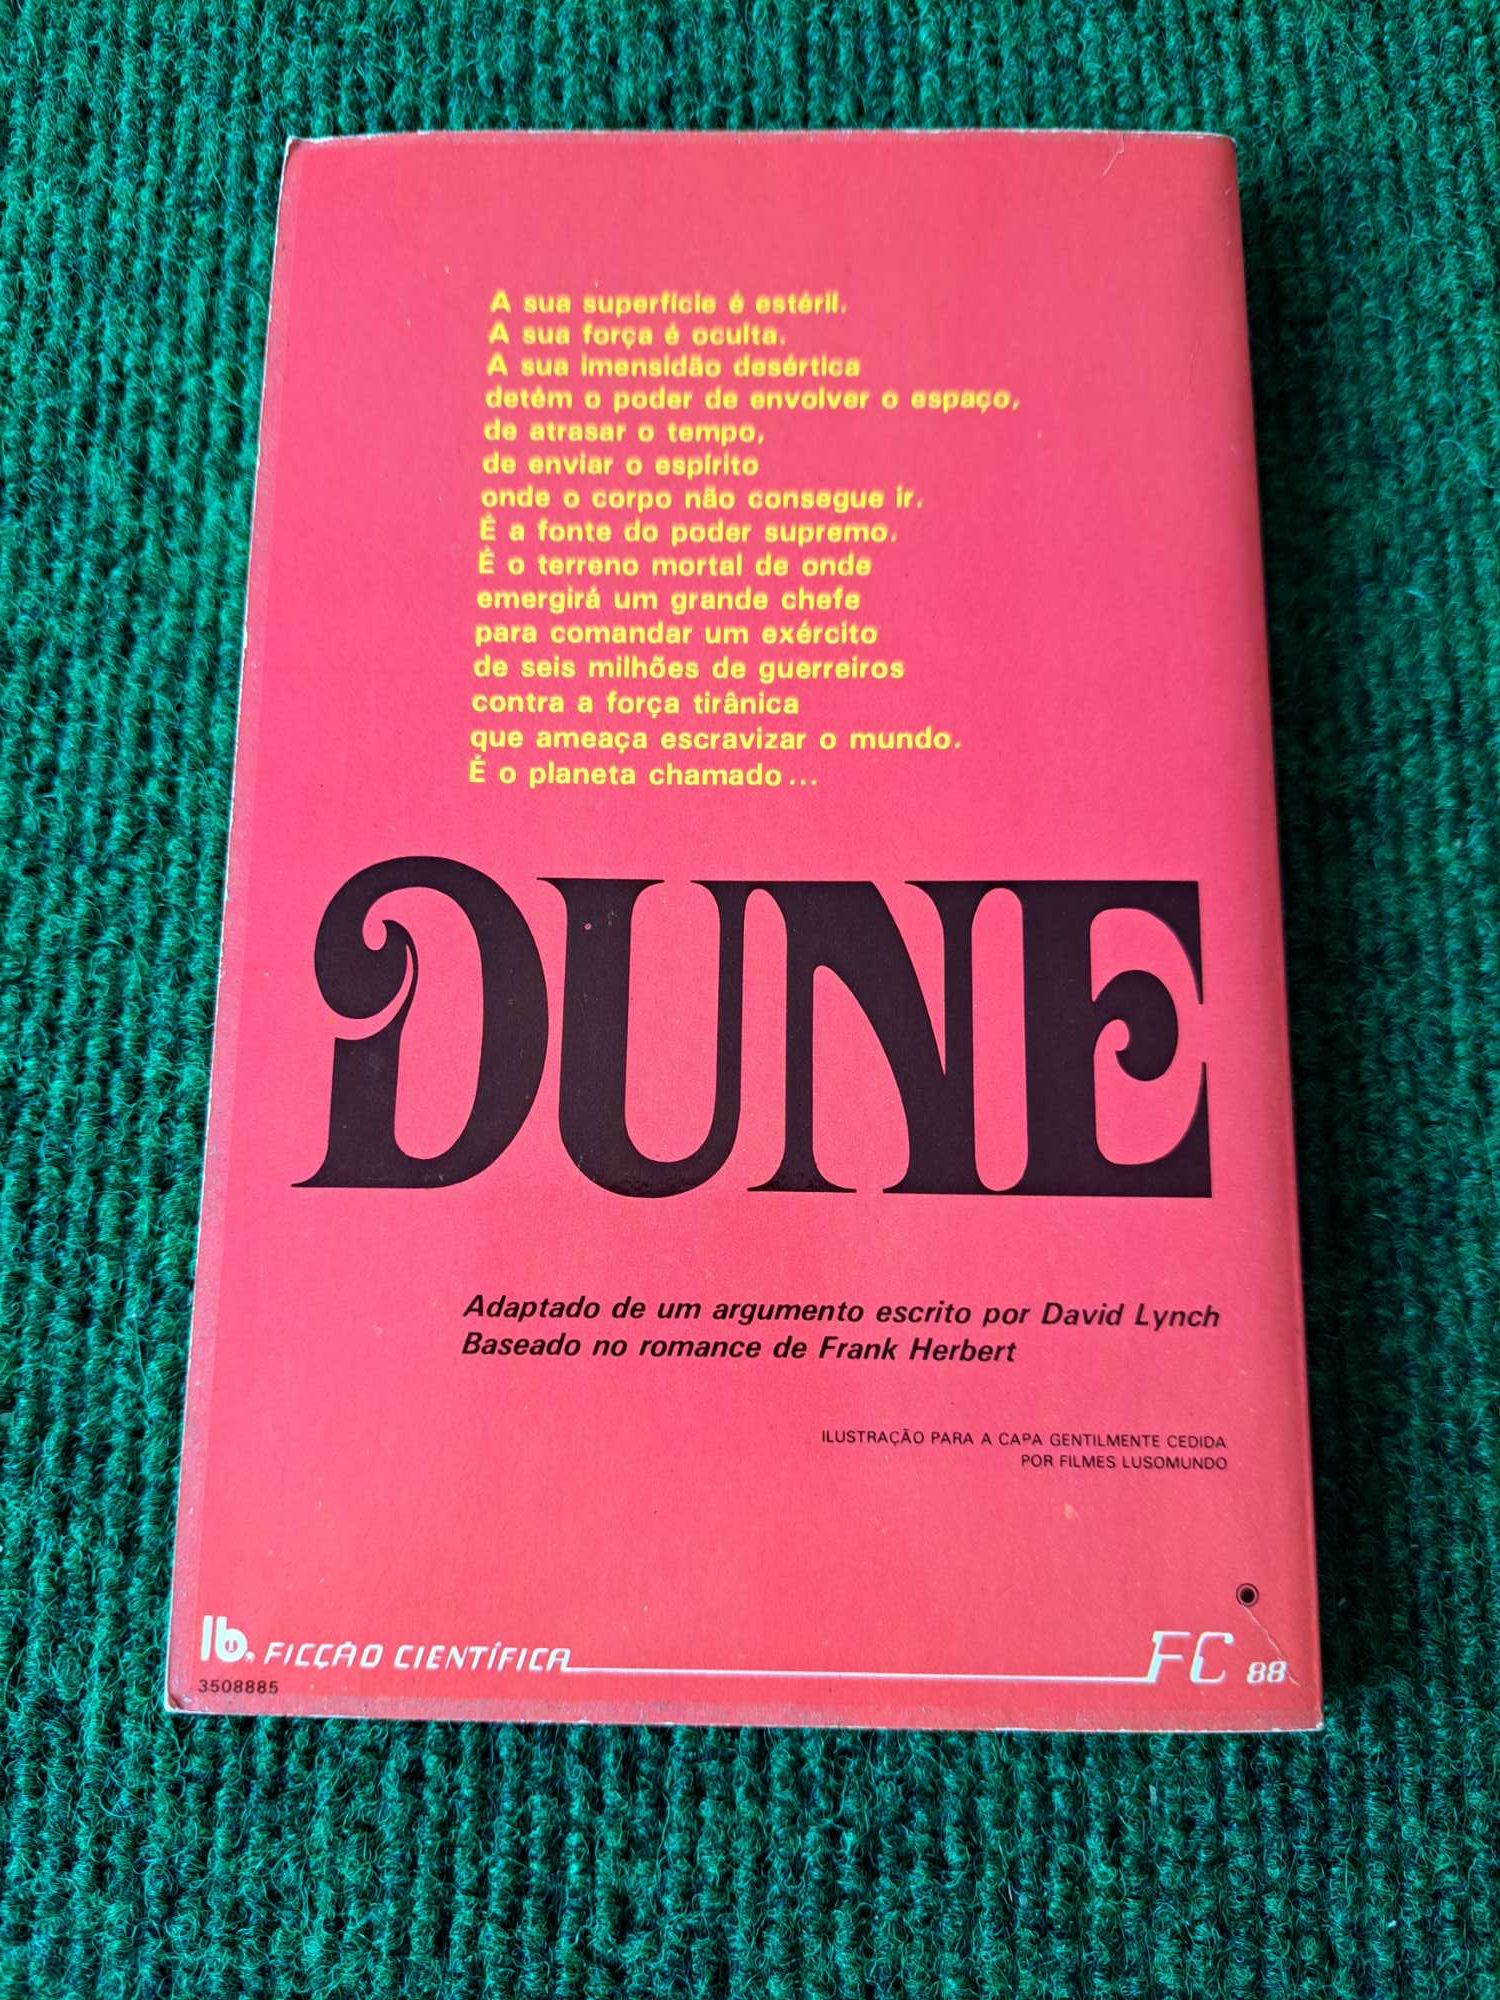 A sua superfície é estéril.
A sua força é oculta.
A sua imensidão desértica
detém o poder de envolver o espaço,
de atrasar o tempo,
de enviar o espírito
onde o corpo não consegue ir.
É a fonte do poder supremo.
É o terreno mortal de onde
emergirá um grande chefe
para comandar um exército
de seis milhões de guerreiros
contra a força tirânica
que ameaça escravizar o mundo.
É o planeta chamado...
DUNE
Adaptado de um argumento escrito por David Lynch
Baseado no romance de Frank Herbert
ILUSTRAÇÃO PARA A CAPA GENTILMENTE CEDIDA
POR FILMES LUSOMUNDO
lb. FICÇÃO CIENTÍFICA FC 88
3508885